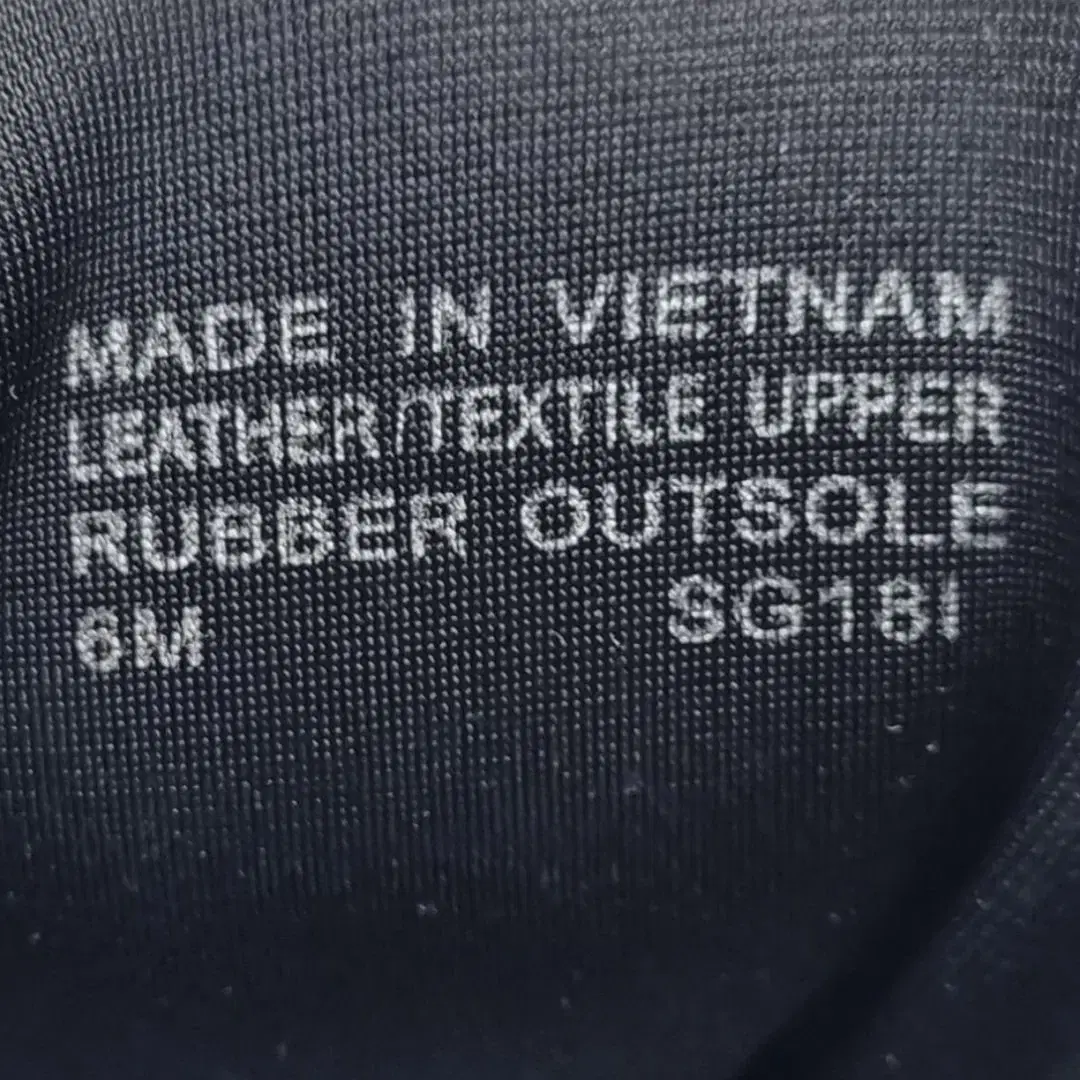 MADE IN VIETNAM
LEATHER/TEXTILE UPPER
RUBBER OUTSOLE
6M SG18I